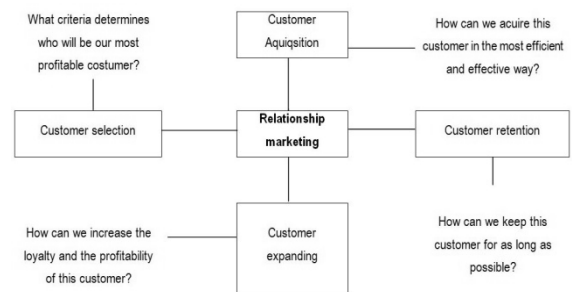 What criteria determines
who will be our most
profitable costumer?
Customer
Aquiqsition
How can we acuire this
customer in the most efficient
and effective way?
Customer selection
Relationship
marketing
Customer retention
How can we increase the
loyalty and the profitability
of this customer?
Customer
expanding
How can we keep this
customer for as long as
possible?